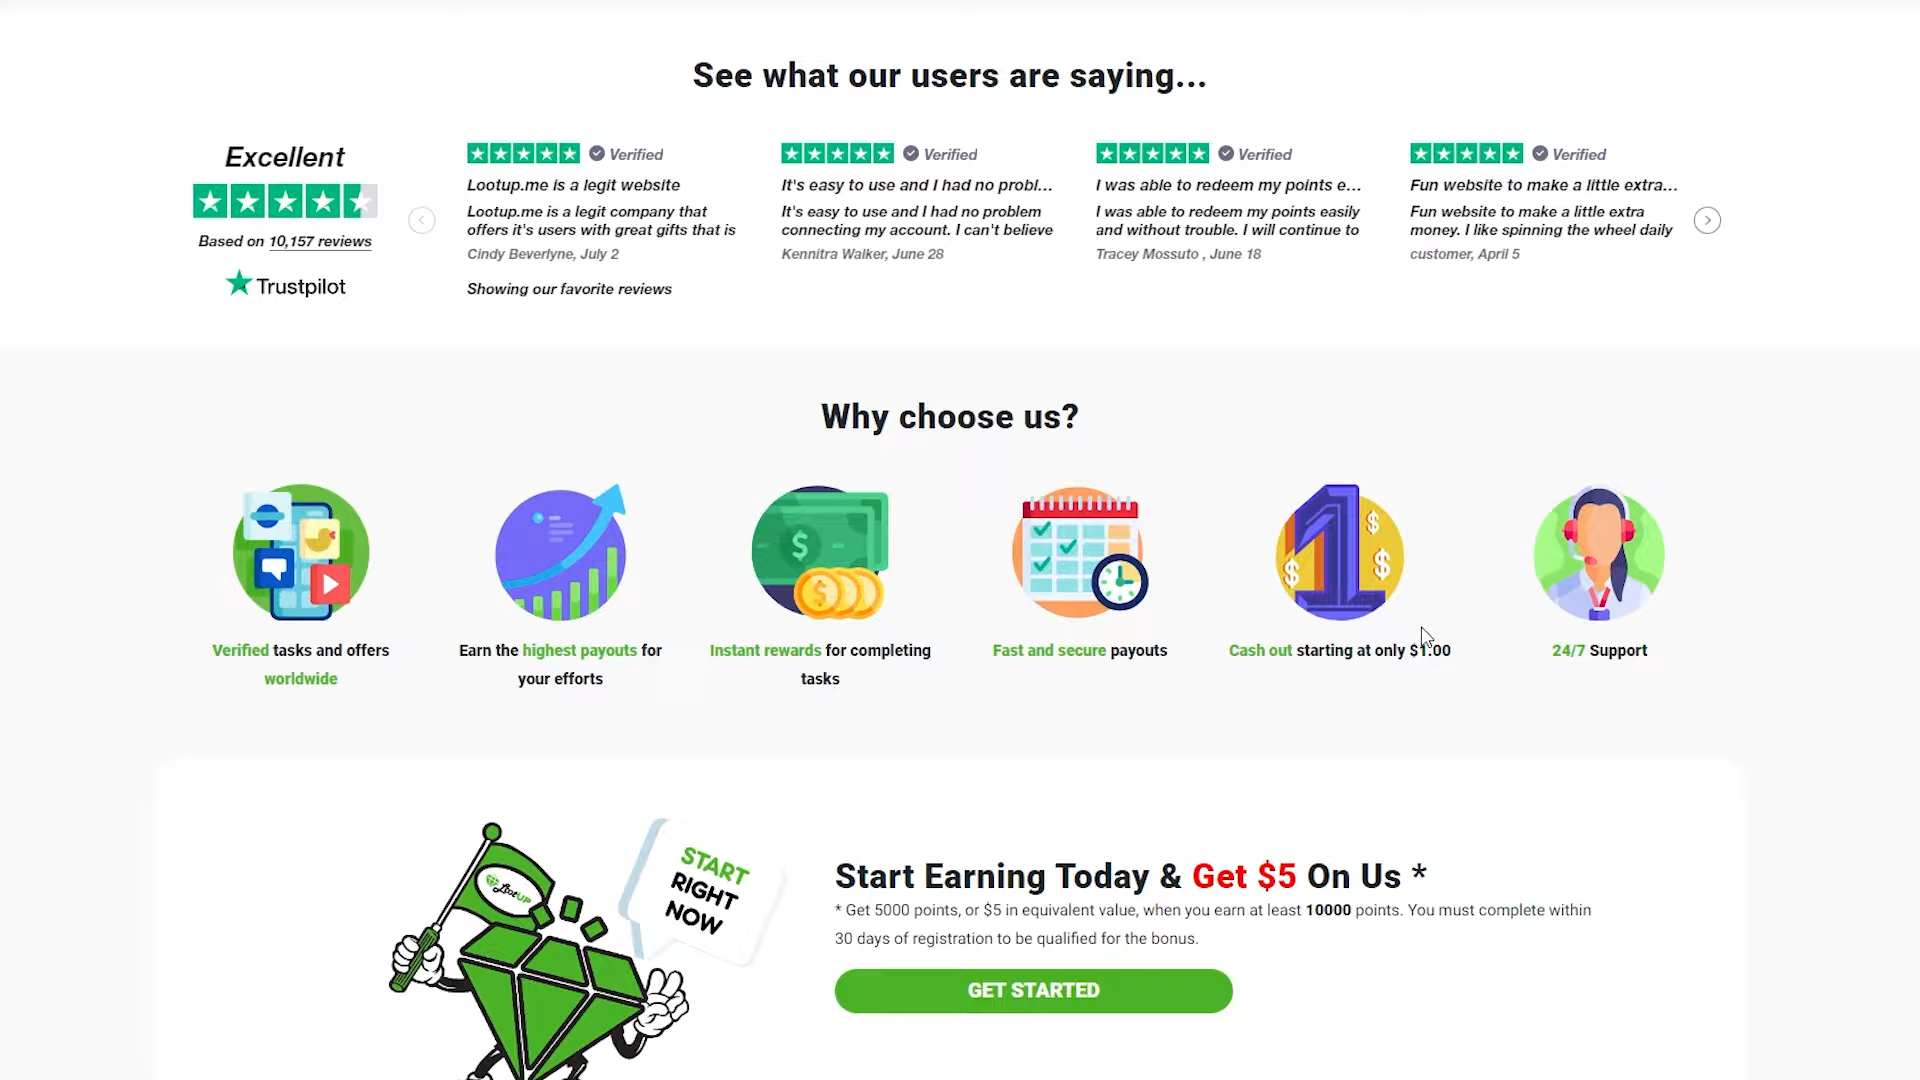 See what our users are saying...
Excellent
Based on 10,157 reviews
Trustpilot
Verified
Lootup.me is a legit website
Lootup.me is a legit company that
offers it's users with great gifts that is
Cindy Beverlyne, July 2
Verified
It's easy to use and I had no probl...
It's easy to use and I had no problem
connecting my account. I can't believe
Kennitra Walker, June 28
Verified
I was able to redeem my points e...
I was able to redeem my points easily
and without trouble. I will continue to
Tracey Mossuto , June 18
Verified
Fun website to make a little extra...
Fun website to make a little extra
money. I like spinning the wheel daily
customer, April 5
Showing our favorite reviews
Why choose us?
Verified tasks and offers
worldwide
Earn the highest payouts for
your efforts
Instant rewards for completing
tasks
Fast and secure payouts
Cash out starting at only $1.00
24/7 Support
LootUP
START
RIGHT
NOW
Start Earning Today & Get $5 On Us *
* Get 5000 points, or $5 in equivalent value, when you earn at least 10000 points. You must complete within
30 days of registration to be qualified for the bonus.
GET STARTED